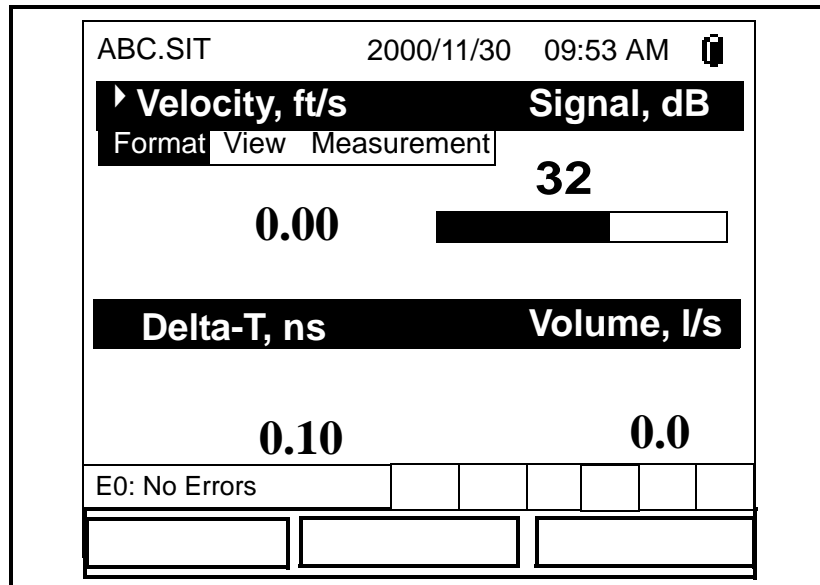 ABC.SIT 2000/11/30 09:53 AM
Velocity, ft/s Signal, dB
Format View Measurement
32
0.00
Delta-T, ns Volume, l/s
0.10 0.0
E0: No Errors